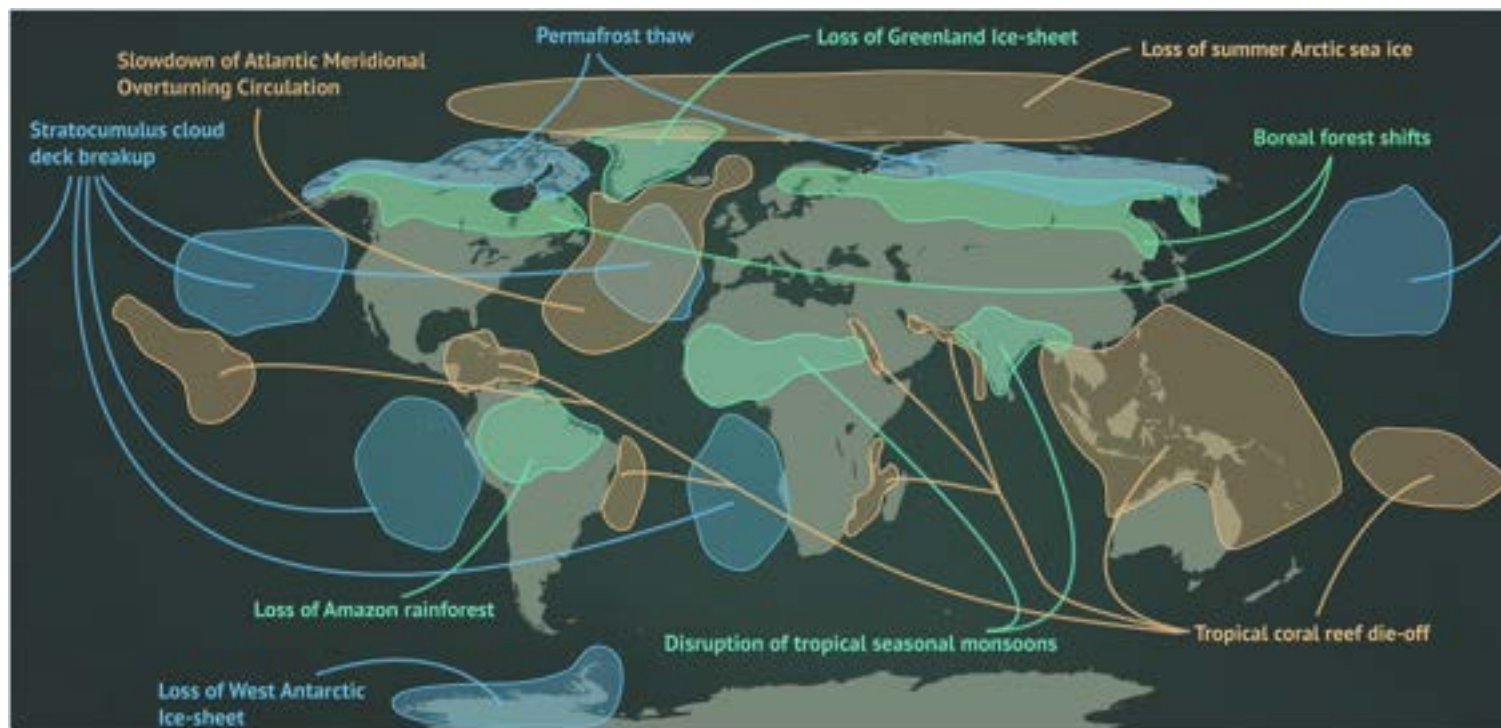 Permafrost thaw
Loss of Greenland Ice-sheet
Loss of summer Arctic sea ice
Slowdown of Atlantic Meridional
Overturning Circulation
Stratocumulus cloud
deck breakup
Boreal forest shifts
Loss of Amazon rainforest
Disruption of tropical seasonal monsoons
Tropical coral reef die-off
Loss of West Antarctic
Ice-sheet